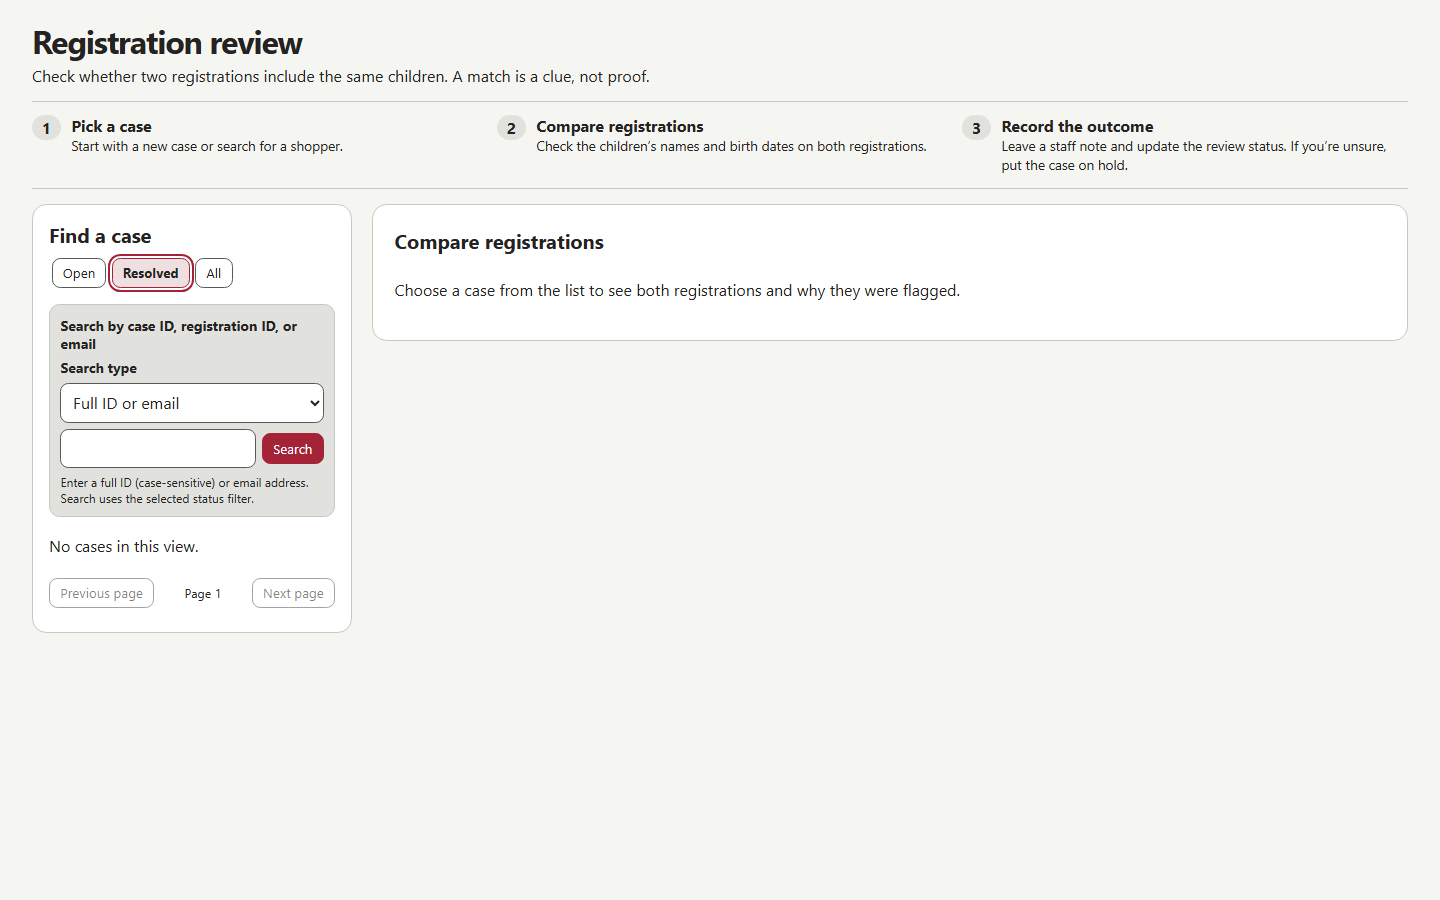 Registration review
Check whether two registrations include the same children. A match is a clue, not proof.
1
Pick a case
Start with a new case or search for a shopper.
2
Compare registrations
Check the children’s names and birth dates on both registrations.
3
Record the outcome
Leave a staff note and update the review status. If you’re unsure,
put the case on hold.
Find a case
Open
Resolved
All
Search by case ID, registration ID, or
email
Search type
Full ID or email
Search
Enter a full ID (case-sensitive) or email address.
Search uses the selected status filter.
No cases in this view.
Previous page
Page 1
Next page
Compare registrations
Choose a case from the list to see both registrations and why they were flagged.